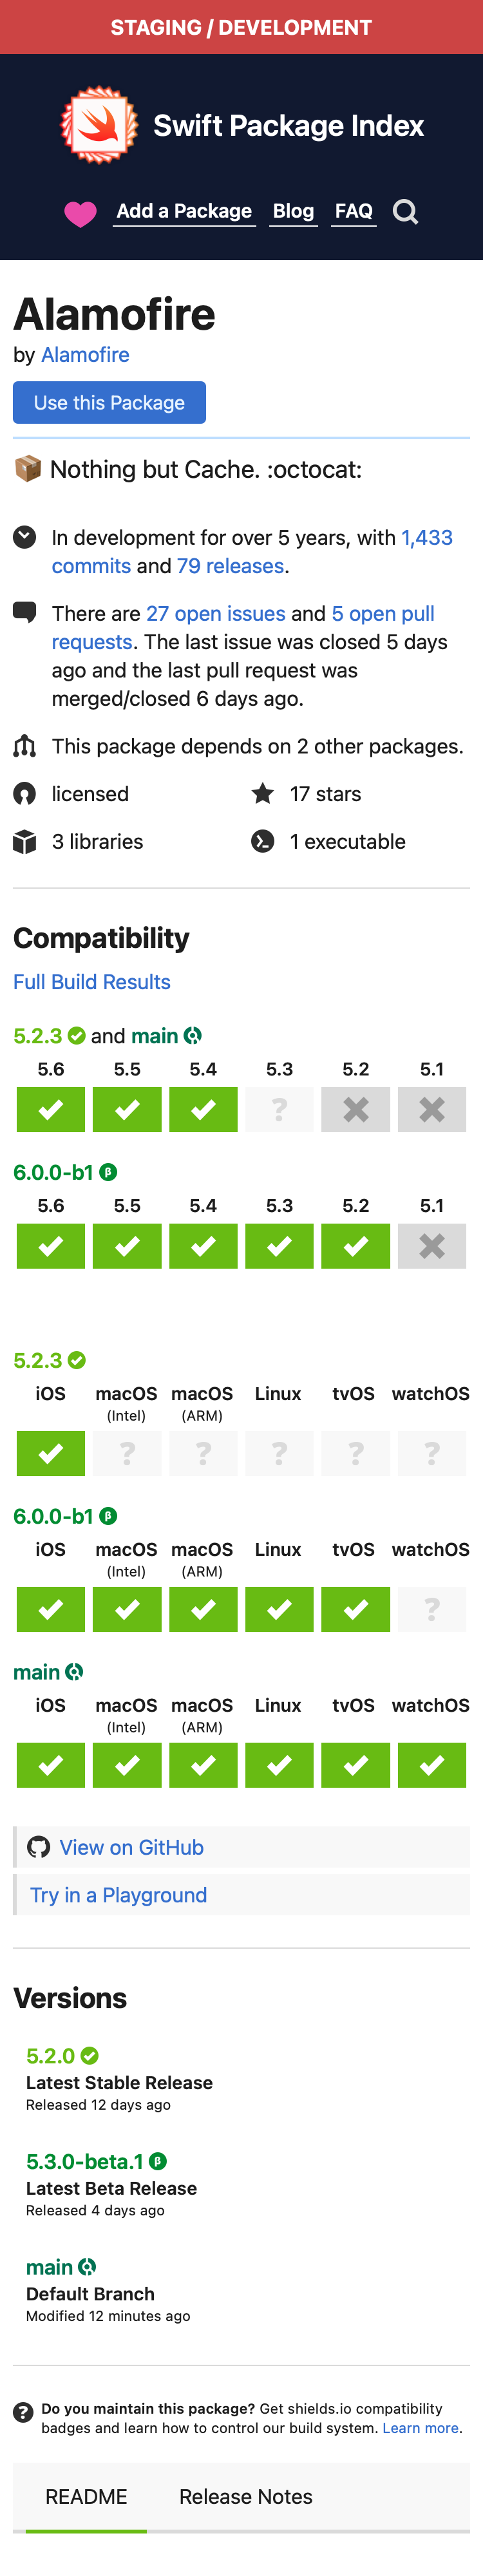 STAGING / DEVELOPMENT
Swift Package Index
Add a Package Blog FAQ
Alamofire
by Alamofire
Use this Package
📦 Nothing but Cache. :octocat:
In development for over 5 years, with 1,433
commits and 79 releases.
There are 27 open issues and 5 open pull
requests. The last issue was closed 5 days
ago and the last pull request was
merged/closed 6 days ago.
This package depends on 2 other packages.
licensed 17 stars
3 libraries 1 executable
Compatibility
Full Build Results
5.2.3 and main
5.6 5.5 5.4 5.3 5.2 5.1
?
6.0.0-b1 β
5.6 5.5 5.4 5.3 5.2 5.1
5.2.3
iOS macOS macOS Linux tvOS watchOS
(Intel) (ARM)
? ? ? ? ?
6.0.0-b1 β
iOS macOS macOS Linux tvOS watchOS
(Intel) (ARM)
?
main
iOS macOS macOS Linux tvOS watchOS
(Intel) (ARM)
View on GitHub
Try in a Playground
Versions
5.2.0
Latest Stable Release
Released 12 days ago
5.3.0-beta.1 β
Latest Beta Release
Released 4 days ago
main
Default Branch
Modified 12 minutes ago
? Do you maintain this package? Get shields.io compatibility
badges and learn how to control our build system. Learn more.
README Release Notes